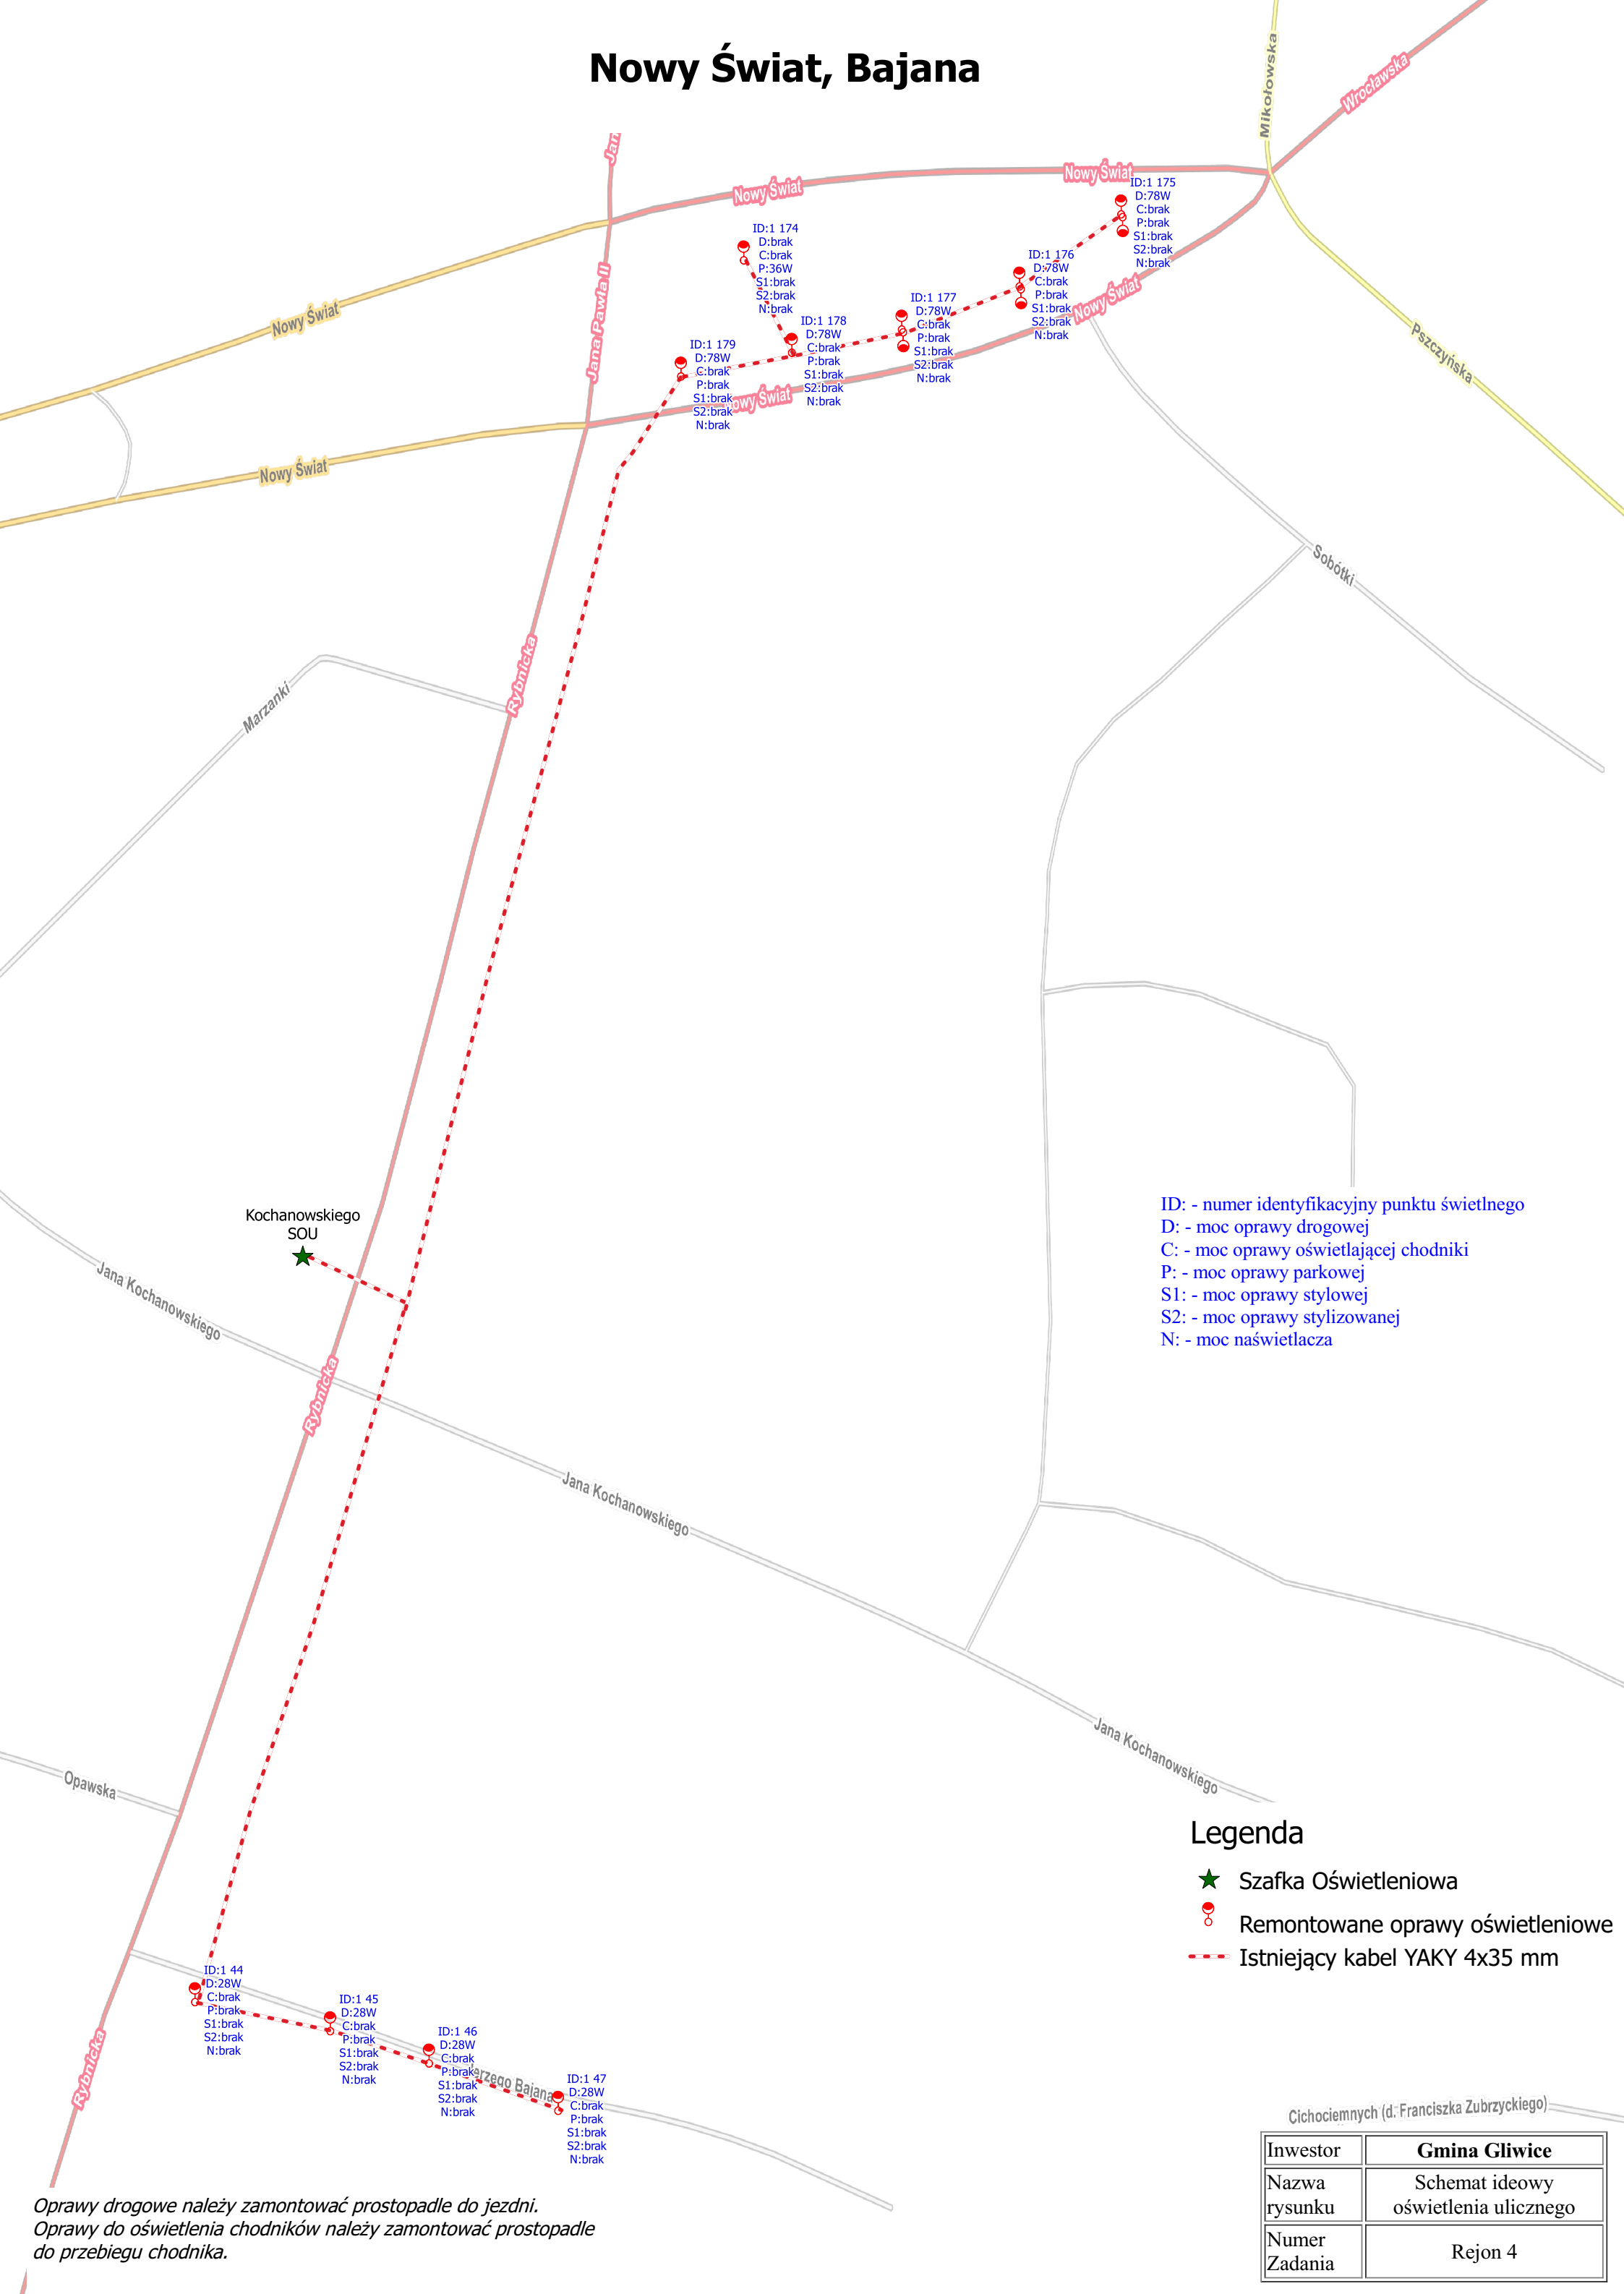 Nowy Świat, Bajana
Mikołowska
Wrocławska
Nowy Świat
Nowy Świat
Nowy Świat
Nowy Świat
Nowy Świat
Nowy Świat
Jana Pawła II
Pszczyńska
ID:1 175
D:78W
C:brak
P:brak
S1:brak
S2:brak
N:brak
ID:1 174
D:brak
C:brak
P:36W
S1:brak
S2:brak
N:brak
ID:1 176
D:78W
C:brak
P:brak
S1:brak
S2:brak
N:brak
ID:1 177
D:78W
C:brak
P:brak
S1:brak
S2:brak
N:brak
ID:1 178
D:78W
C:brak
P:brak
S1:brak
S2:brak
N:brak
ID:1 179
D:78W
C:brak
P:brak
S1:brak
S2:brak
N:brak
Sobótki
Rybnicka
Marzanki
Kochanowskiego
SOU
Jana Kochanowskiego
Rybnicka
Jana Kochanowskiego
Jana Kochanowskiego
Opawska
ID: - numer identyfikacyjny punktu świetlnego
D: - moc oprawy drogowej
C: - moc oprawy oświetlającej chodniki
P: - moc oprawy parkowej
S1: - moc oprawy stylowej
S2: - moc oprawy stylizowanej
N: - moc naświetlacza
Legenda
Szafka Oświetleniowa
Remontowane oprawy oświetleniowe
Istniejący kabel YAKY 4x35 mm
ID:1 44
D:28W
C:brak
P:brak
S1:brak
S2:brak
N:brak
ID:1 45
D:28W
C:brak
P:brak
S1:brak
S2:brak
N:brak
ID:1 46
D:28W
C:brak
P:brak
S1:brak
S2:brak
N:brak
ID:1 47
D:28W
C:brak
P:brak
S1:brak
S2:brak
N:brak
Bajana
Rybnicka
Cichociemnych (d. Franciszka Zubrzyckiego)
Oprawy drogowe należy zamontować prostopadle do jezdni.
Oprawy do oświetlenia chodników należy zamontować prostopadle
do przebiegu chodnika.
Inwestor Gmina Gliwice
Nazwa rysunku Schemat ideowy
oświetlenia ulicznego
Numer Zadania Rejon 4